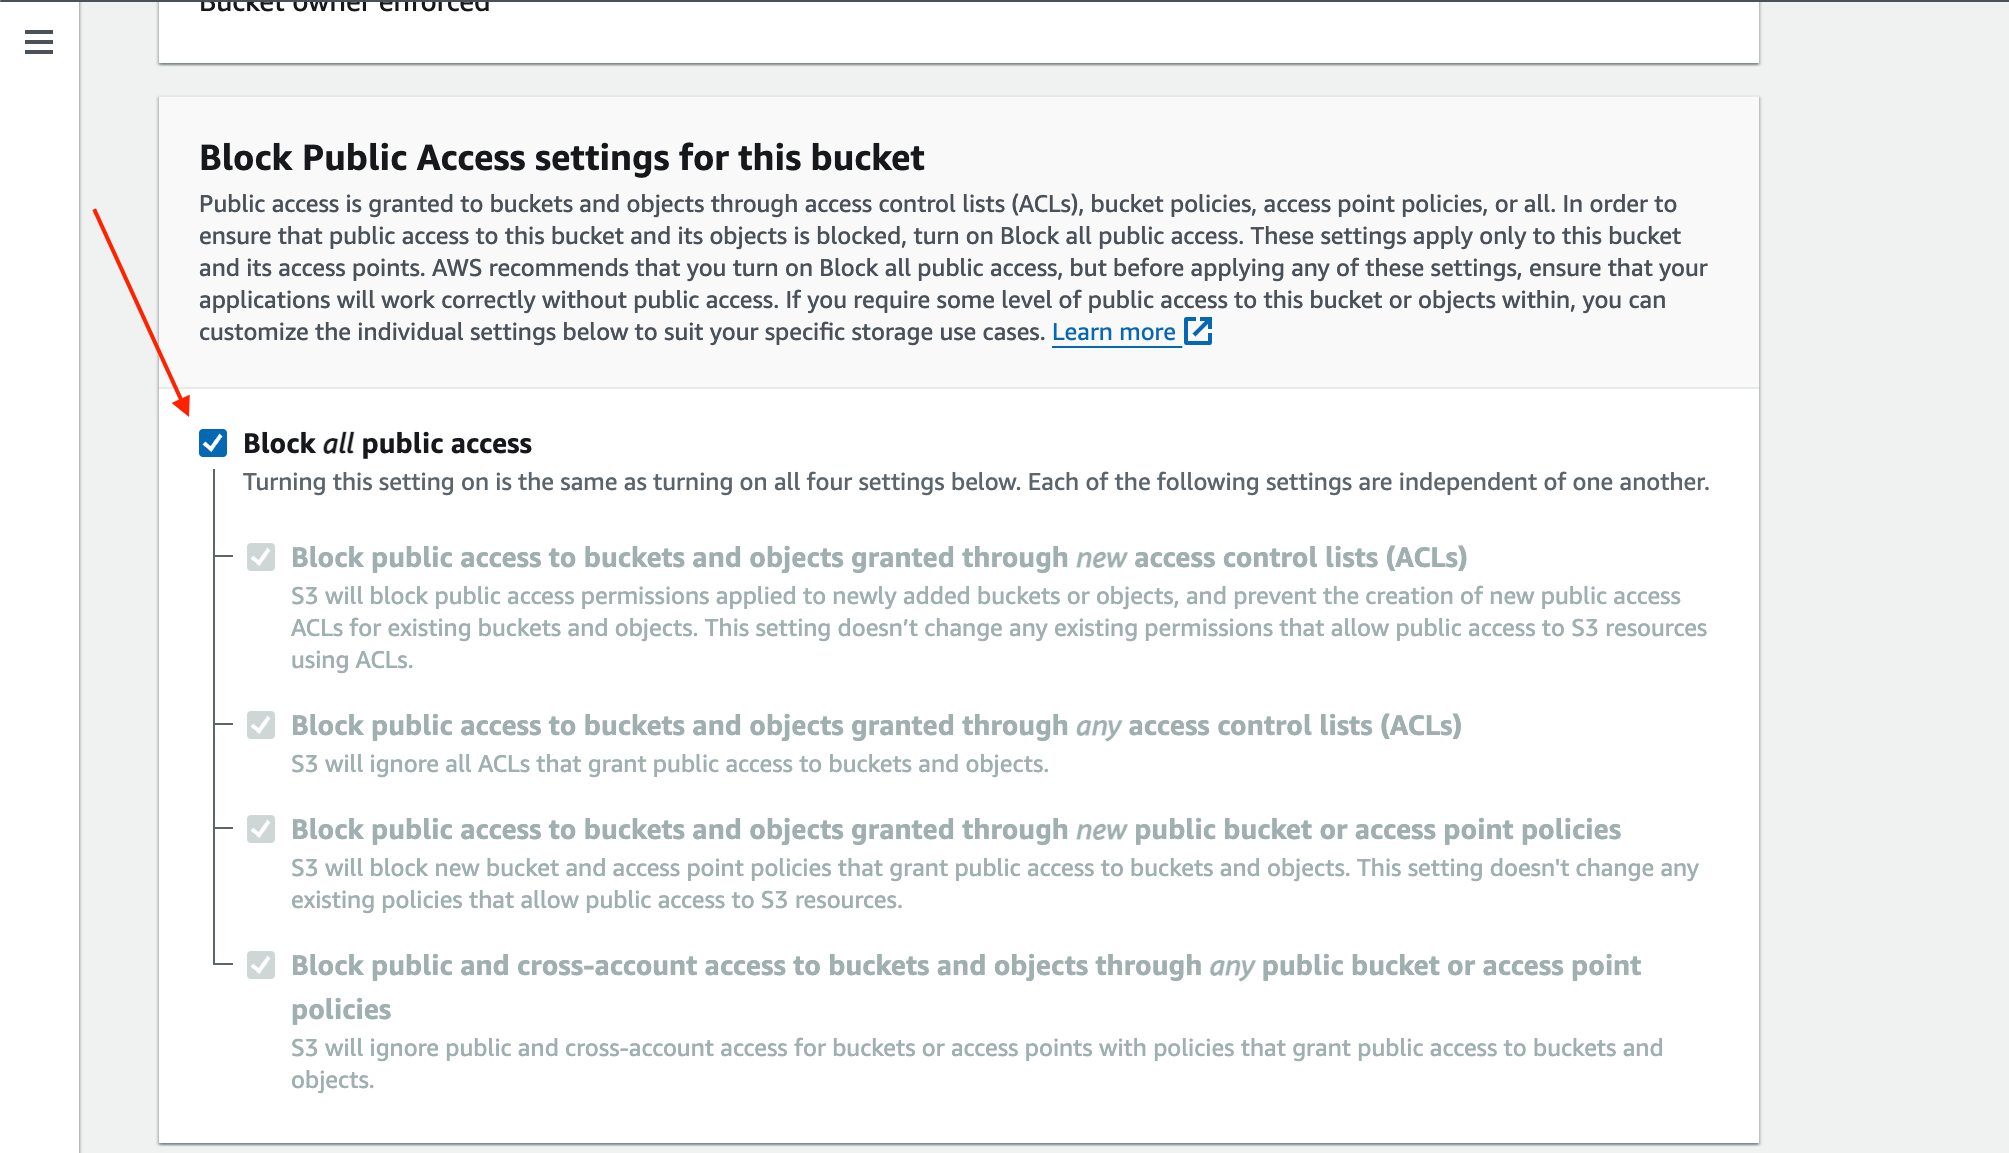 Bucket owner enforced
Block Public Access settings for this bucket
Public access is granted to buckets and objects through access control lists (ACLs), bucket policies, access point policies, or all. In order to
ensure that public access to this bucket and its objects is blocked, turn on Block all public access. These settings apply only to this bucket
and its access points. AWS recommends that you turn on Block all public access, but before applying any of these settings, ensure that your
applications will work correctly without public access. If you require some level of public access to this bucket or objects within, you can
customize the individual settings below to suit your specific storage use cases. Learn more
Block all public access
Turning this setting on is the same as turning on all four settings below. Each of the following settings are independent of one another.
Block public access to buckets and objects granted through new access control lists (ACLs)
S3 will block public access permissions applied to newly added buckets or objects, and prevent the creation of new public access
ACLs for existing buckets and objects. This setting doesn’t change any existing permissions that allow public access to S3 resources
using ACLs.
Block public access to buckets and objects granted through any access control lists (ACLs)
S3 will ignore all ACLs that grant public access to buckets and objects.
Block public access to buckets and objects granted through new public bucket or access point policies
S3 will block new bucket and access point policies that grant public access to buckets and objects. This setting doesn't change any
existing policies that allow public access to S3 resources.
Block public and cross-account access to buckets and objects through any public bucket or access point
policies
S3 will ignore public and cross-account access for buckets or access points with policies that grant public access to buckets and
objects.